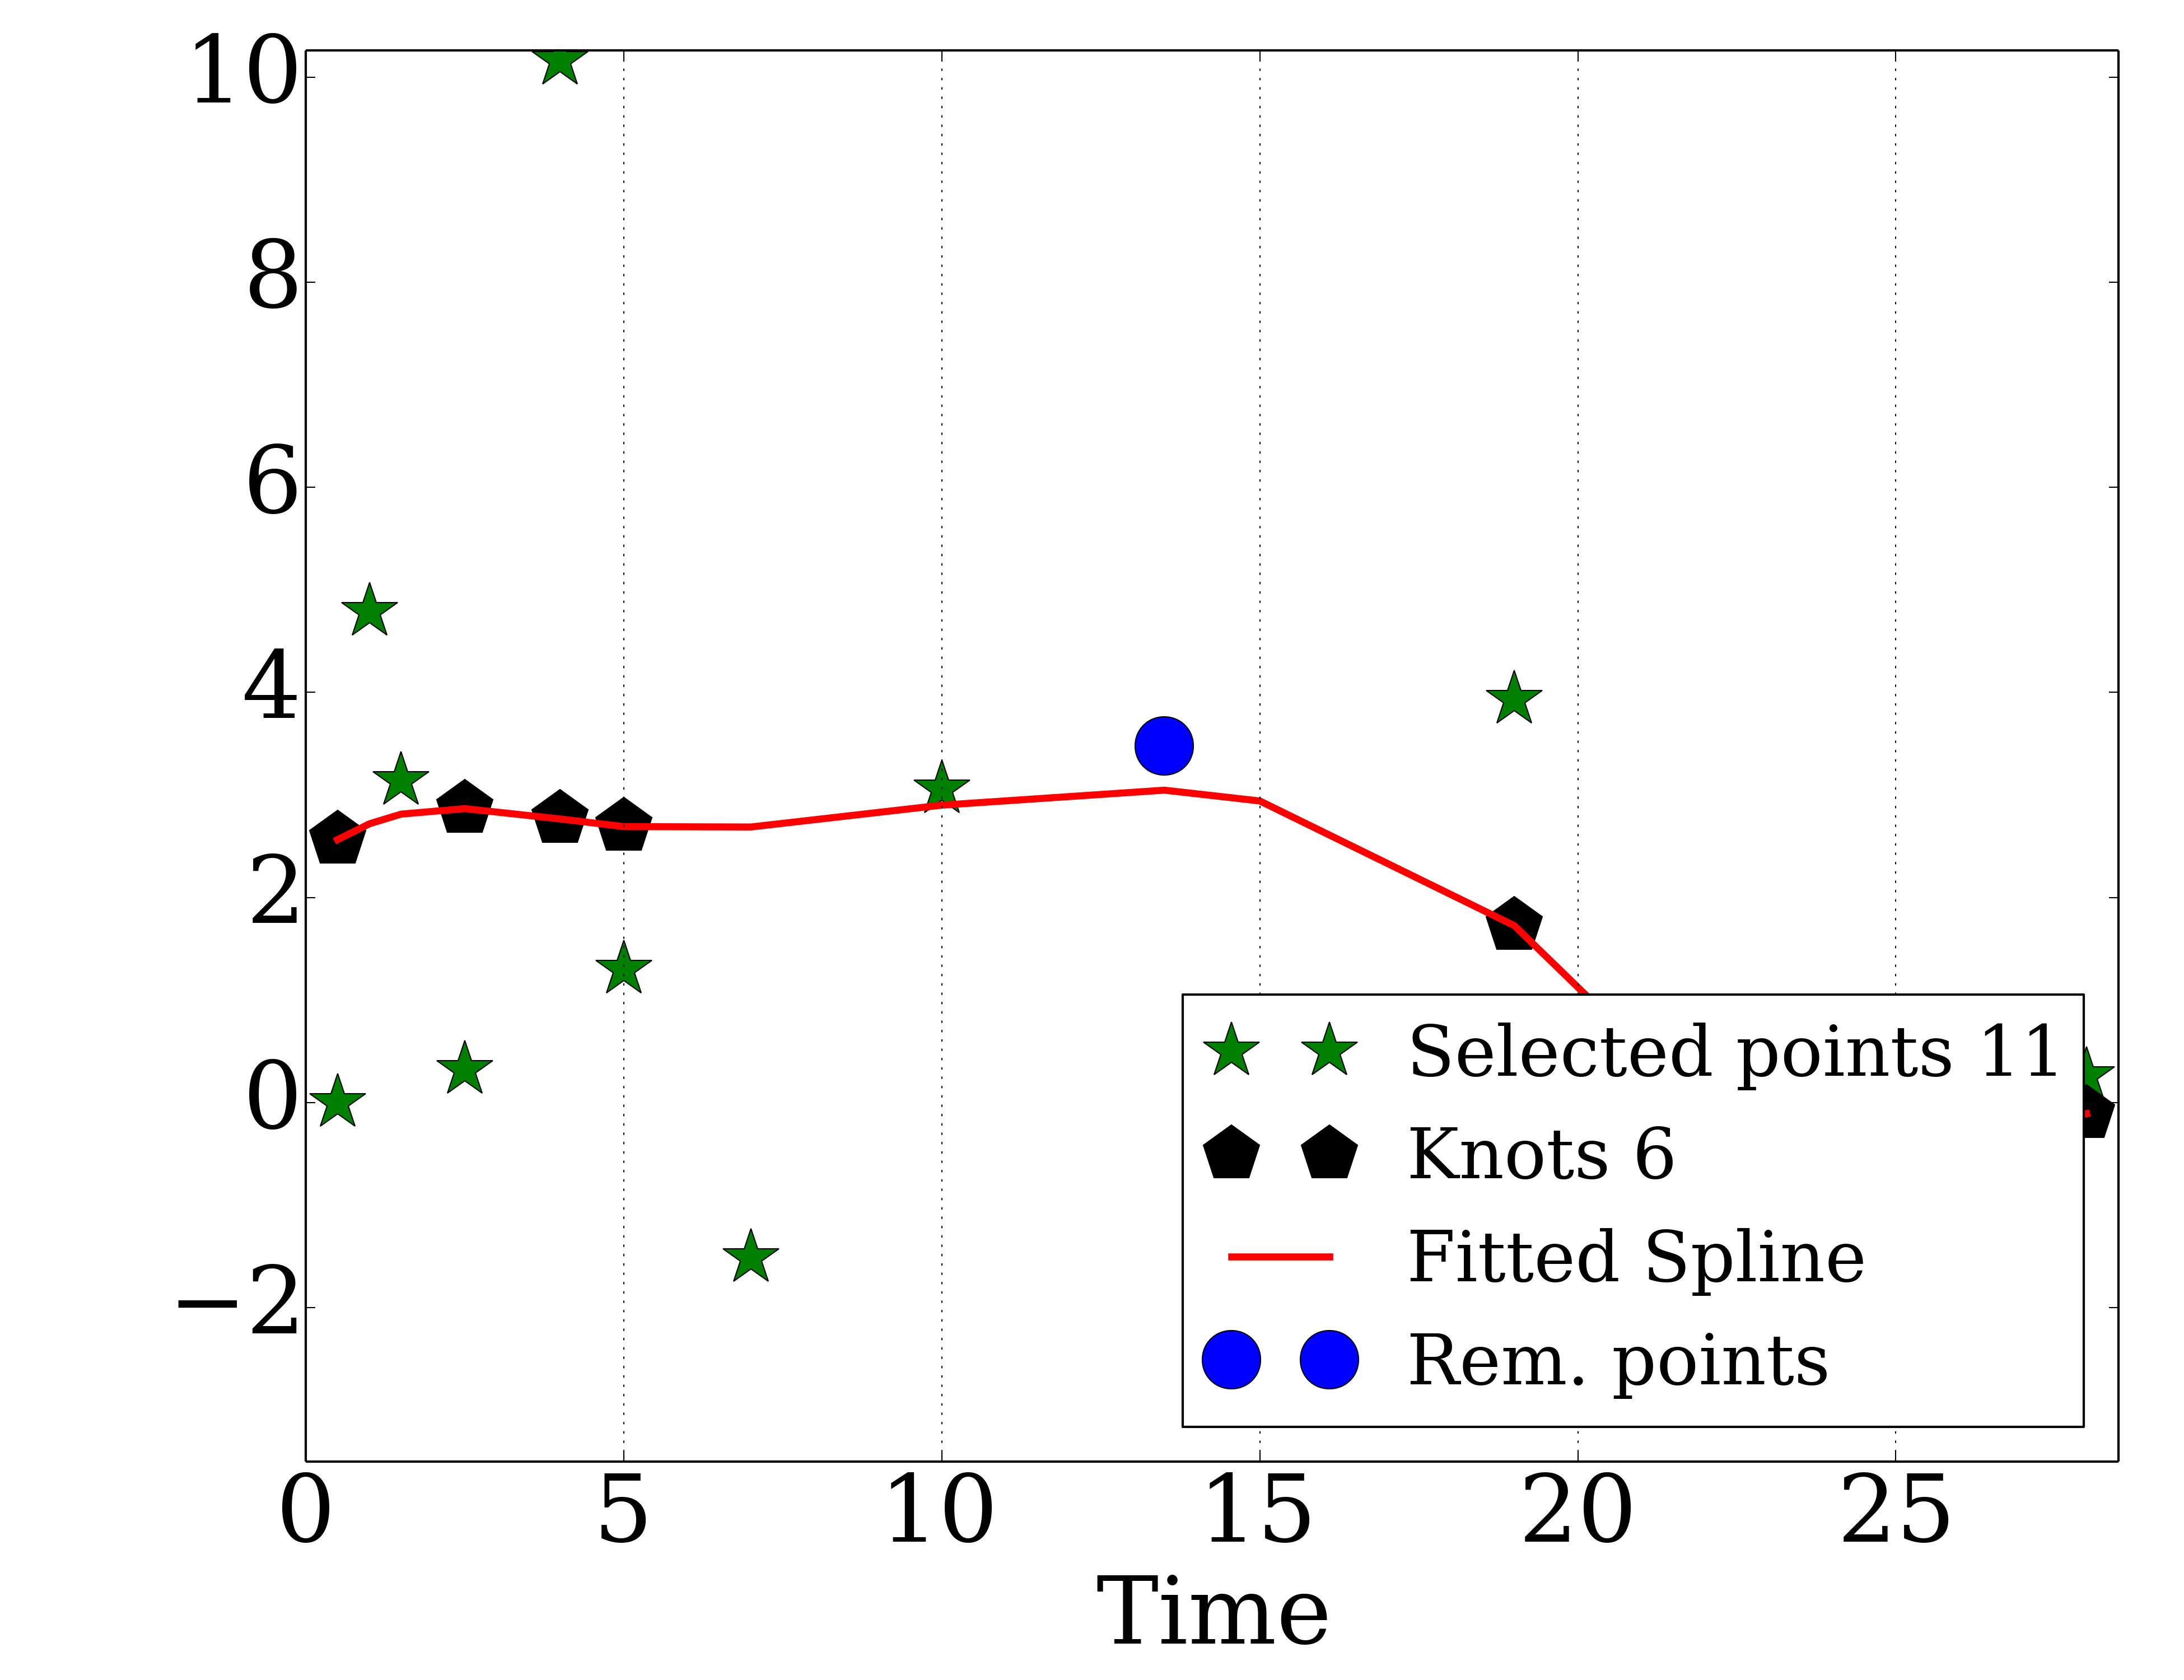 10
8
6
4
2
0
−2
Selected points 11
Knots 6
Fitted Spline
Rem. points
0 5 10 15 20 25
Time